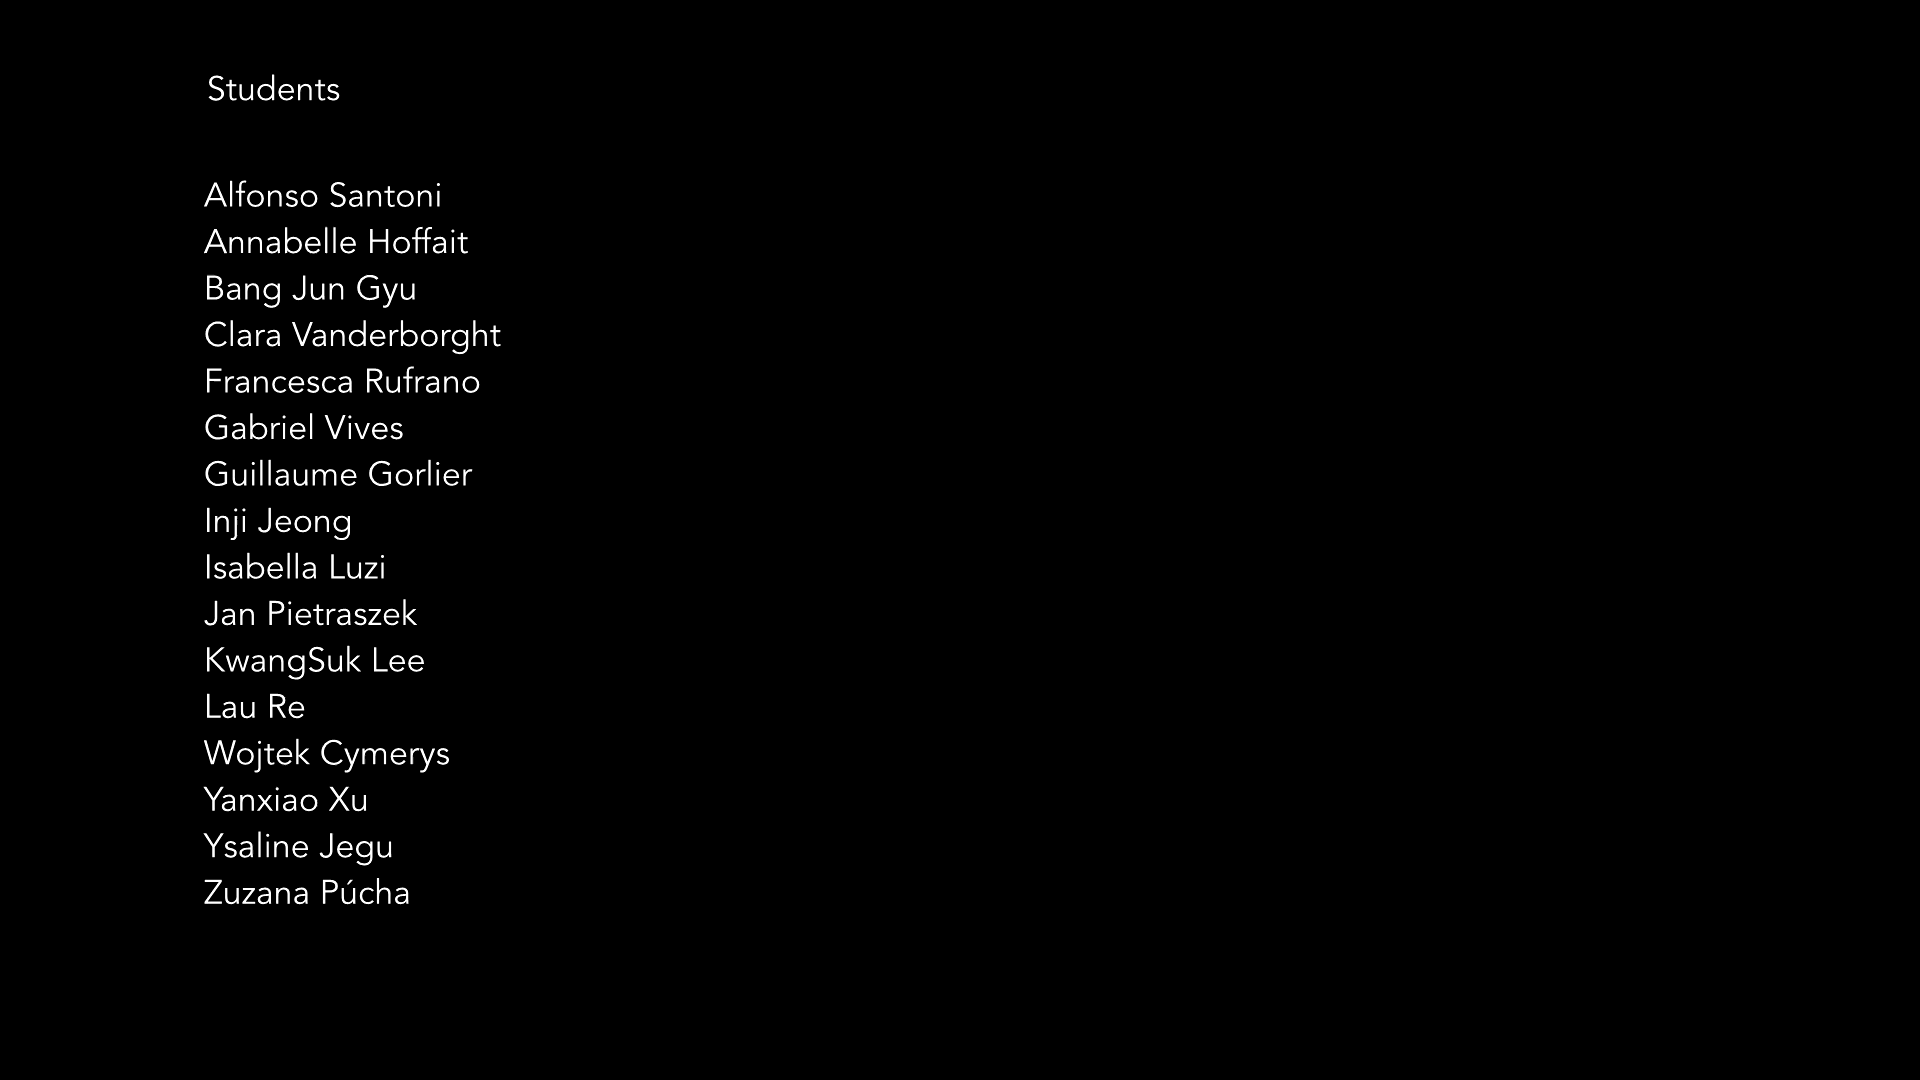 Students
Alfonso Santoni
Annabelle Hoffait
Bang Jun Gyu
Clara Vanderborght
Francesca Rufrano
Gabriel Vives
Guillaume Gorlier
Inji Jeong
Isabella Luzi
Jan Pietraszek
KwangSuk Lee
Lau Re
Wojtek Cymerys
Yanxiao Xu
Ysaline Jegu
Zuzana Púcha